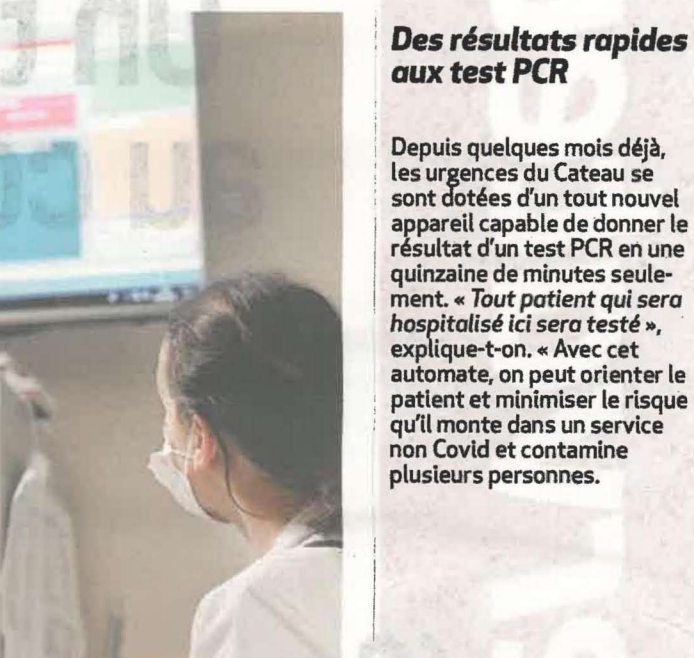 Des résultats rapides
aux test PCR
Depuis quelques mois déjà,
les urgences du Cateau se
sont dotées d'un tout nouvel
appareil capable de donner le
résultat d'un test PCR en une
quinzaine de minutes seule-
ment. « Tout patient qui sera
hospitalisé ici sera testé »,
explique-t-on. « Avec cet
automate, on peut orienter le
patient et minimiser le risque
qu'il monte dans un service
non Covid et contamine
plusieurs personnes.